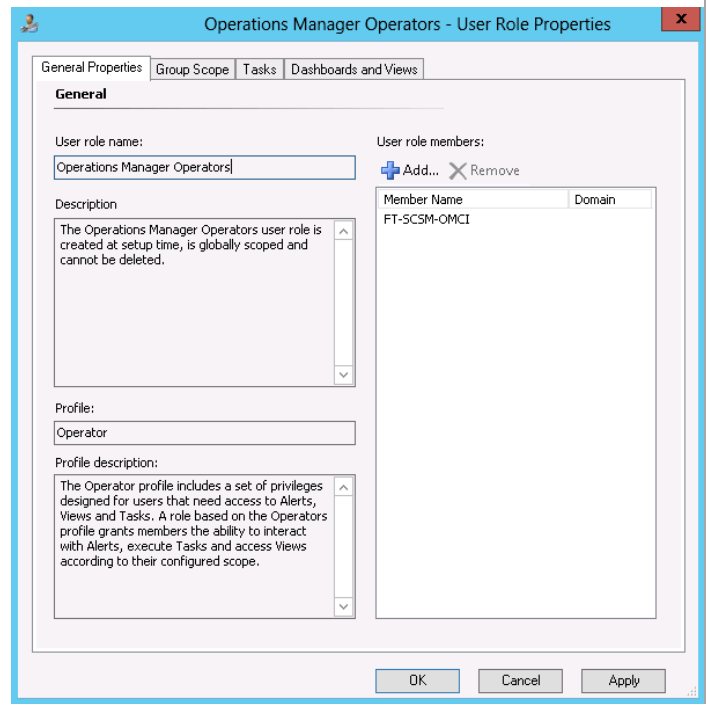 Operations Manager Operators - User Role Properties
x
General Properties
Group Scope
Tasks
Dashboards and Views
General
User role name:
Operations Manager Operators
Description
The Operations Manager Operators user role is
created at setup time, is globally scoped and
cannot be deleted.
Profile:
Operator
Profile description:
The Operator profile includes a set of privileges
designed for users that need access to Alerts,
Views and Tasks. A role based on the Operators
profile grants members the ability to interact
with Alerts, execute Tasks and access Views
according to their configured scope.
User role members:
Add... Remove
Member Name Domain
FT-SCSM-OMCI
OK Cancel Apply